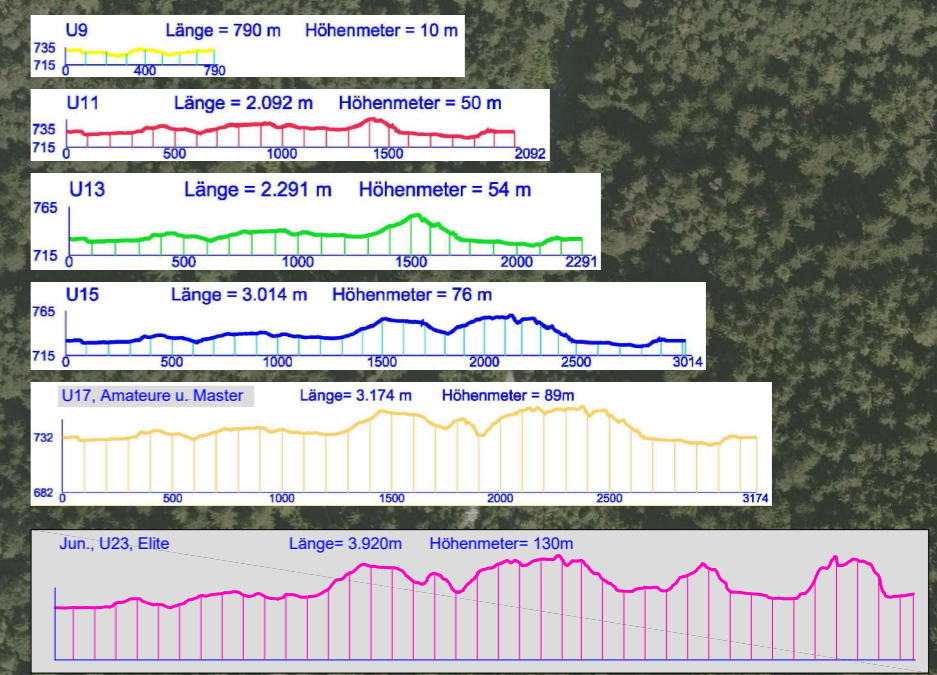 U9 Länge = 790 m Höhenmeter = 10 m
735
715
0 400 790
U11 Länge = 2.092 m Höhenmeter = 50 m
735
715
0 500 1000 1500 2092
U13 Länge = 2.291 m Höhenmeter = 54 m
765
715
0 500 1000 1500 2000 2291
U15 Länge = 3.014 m Höhenmeter = 76 m
765
715
0 500 1000 1500 2000 2500 3014
U17, Amateure u. Master Länge= 3.174 m Höhenmeter = 89m
732
682
0 500 1000 1500 2000 2500 3174
Jun., U23, Elite Länge= 3.920m Höhenmeter= 130m